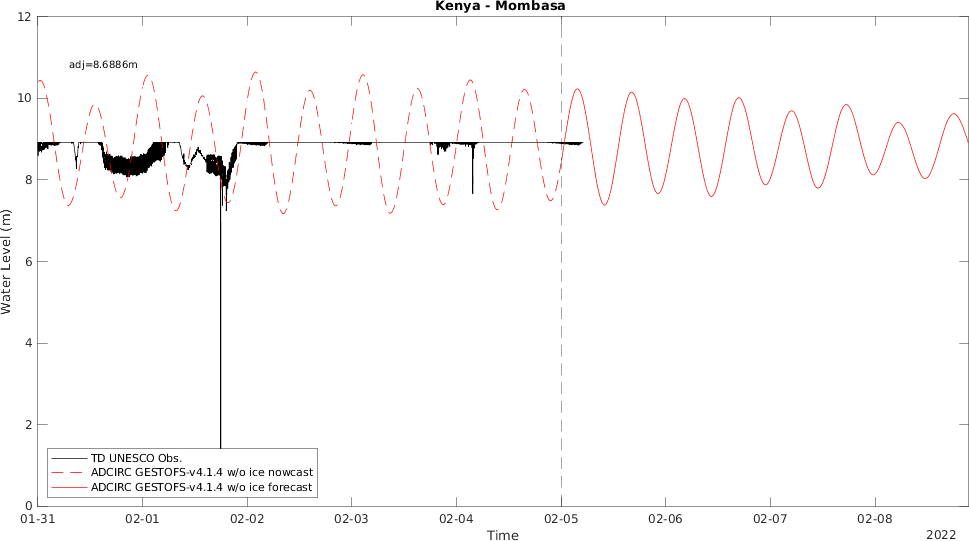 Kenya - Mombasa
adj=8.6886m
12
10
8
6
4
2
0
Water Level (m)
TD UNESCO Obs.
ADCIRC GESTOFS-v4.1.4 w/o ice nowcast
ADCIRC GESTOFS-v4.1.4 w/o ice forecast
01-31 02-01 02-02 02-03 02-04 02-05 02-06 02-07 02-08
Time
2022